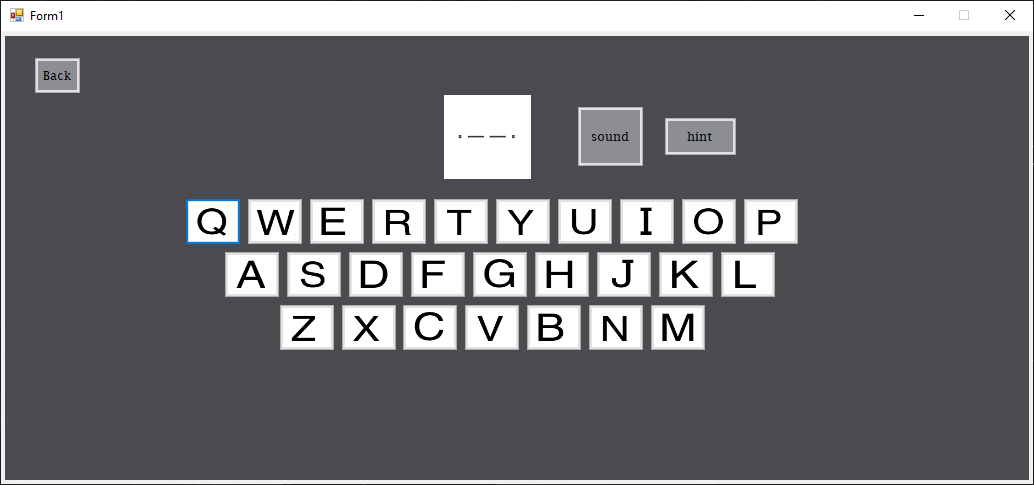 Form1
Back
·——·
sound hint
Q W E R T Y U I O P
A S D F G H J K L
Z X C V B N M